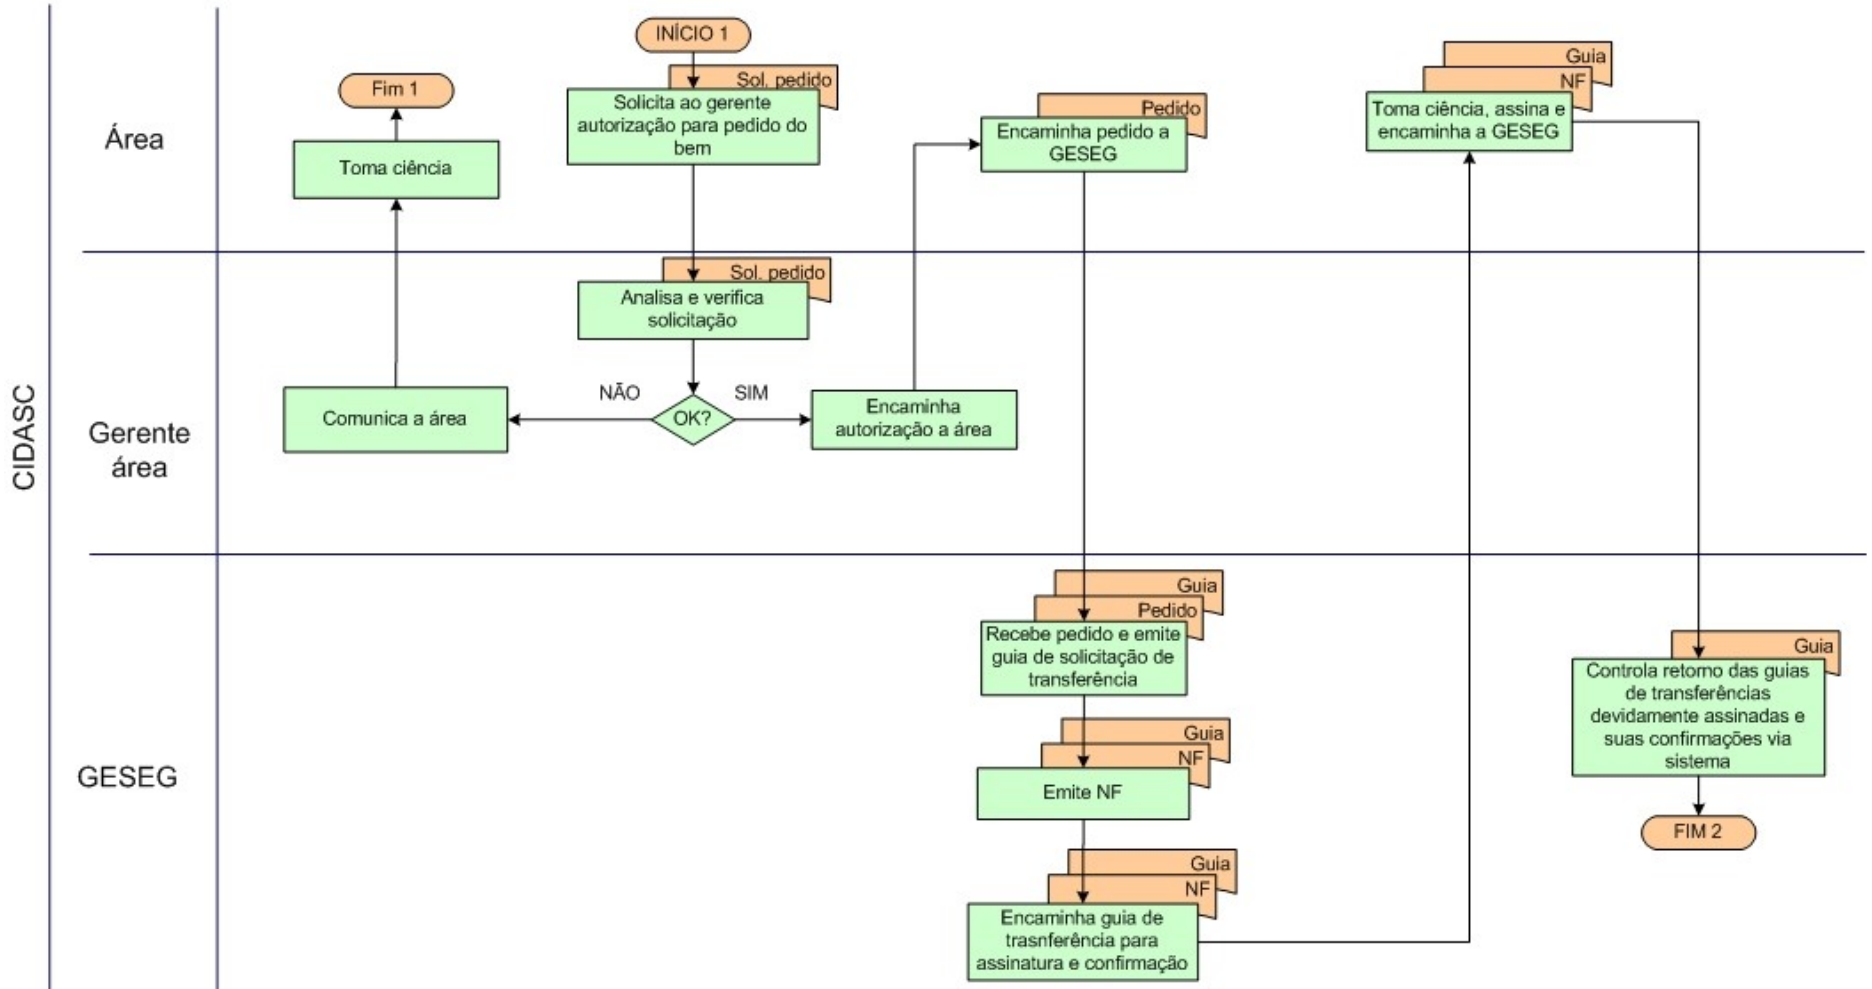 CIDASC
Área
Fim 1
Toma ciência
INÍCIO 1
Sol. pedido
Solicita ao gerente
autorização para pedido do
bem
Pedido
Encaminha pedido a
GESEG
Guia
NF
Toma ciência, assina e
encaminha a GESEG
Gerente
área
Sol. pedido
Analisa e verifica
solicitação
Comunica a área
NÃO
OK?
SIM
Encaminha
autorização a área
GESEG
Guia
Pedido
Recebe pedido e emite
guia de solicitação de
transferência
Guia
NF
Emite NF
Guia
NF
Encaminha guia de
trasnferência para
assinatura e confirmação
Guia
Controla retorno das guias
de transferências
devidamente assinadas e
suas confirmações via
sistema
FIM 2